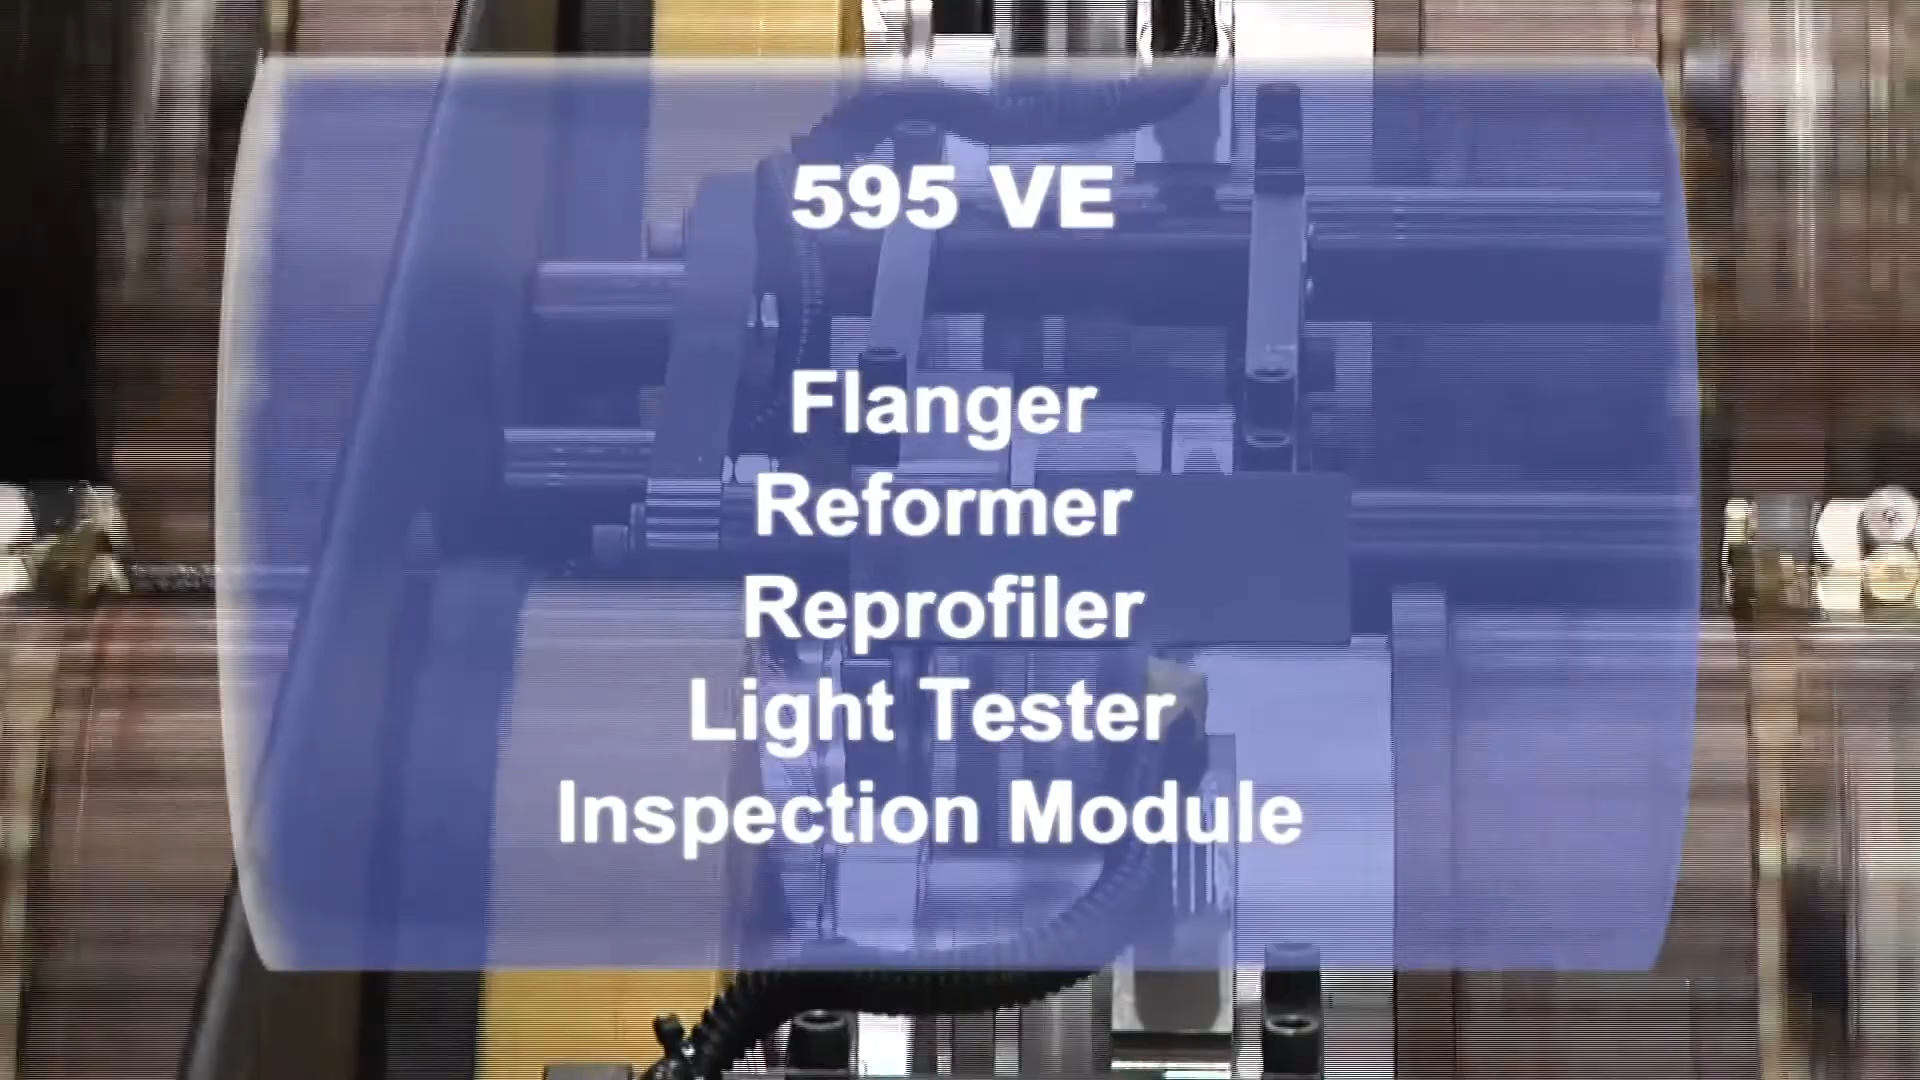 595 VE
Flanger
Reformer
Reprofiler
Light Tester
Inspection Module